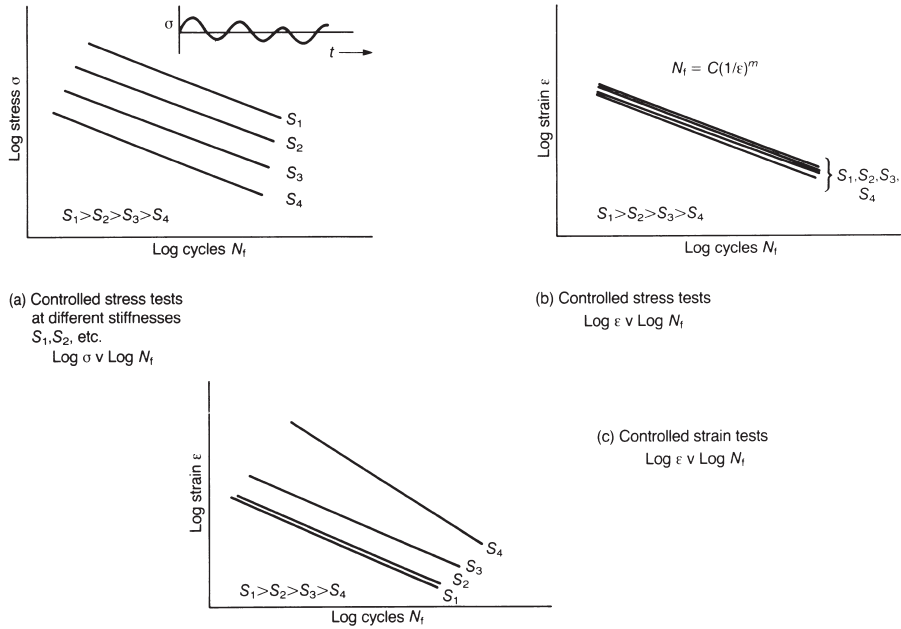 σ
t
Log stress σ
S₁
S₂
S₃
S₄
S₁>S₂>S₃>S₄
Log cycles Nf
(a) Controlled stress tests
at different stiffnesses
S₁,S₂, etc.
Log σ v Log Nf
Log strain ε
Nf = C(1/ε)ᵐ
S₁,S₂,S₃,
S₄
S₁>S₂>S₃>S₄
Log cycles Nf
(b) Controlled stress tests
Log ε v Log Nf
Log strain ε
S₄
S₃
S₂
S₁
S₁>S₂>S₃>S₄
Log cycles Nf
(c) Controlled strain tests
Log ε v Log Nf